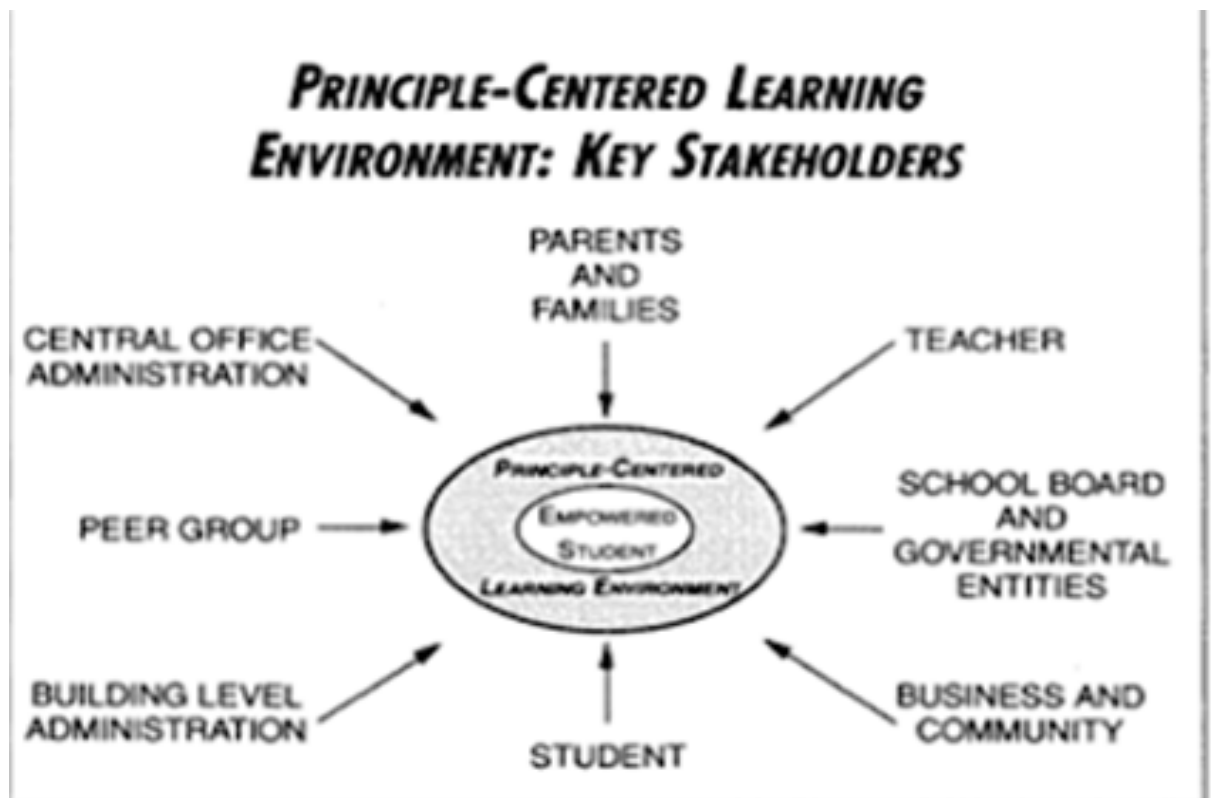 PRINCIPLE-CENTERED LEARNING
ENVIRONMENT: KEY STAKEHOLDERS
PARENTS
AND
FAMILIES
CENTRAL OFFICE
ADMINISTRATION
TEACHER
PRINCIPLE-CENTERED
EMPOWERED
STUDENT
LEARNING ENVIRONMENT
PEER GROUP
SCHOOL BOARD
AND
GOVERNMENTAL
ENTITIES
BUILDING LEVEL
ADMINISTRATION
STUDENT
BUSINESS AND
COMMUNITY